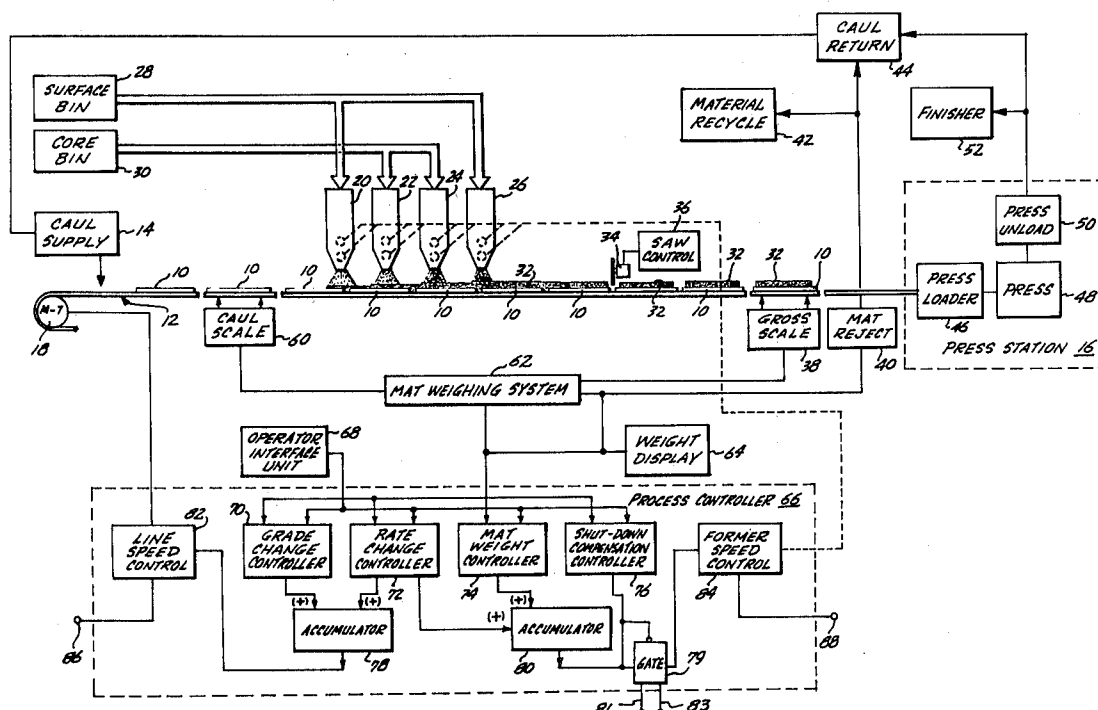 CAUL RETURN
44
28
SURFACE BIN
MATERIAL RECYCLE
42
FINISHER
52
CORE BIN
30
20
22
24
26
36
SAW CONTROL
34
CAUL SUPPLY
14
PRESS UNLOAD
50
10
10
10
32
32
32
10
12
10
10
10
10
10
32
10
M-T
18
CAUL SCALE
60
GROSS SCALE
38
MAT REJECT
40
PRESS LOADER
46
PRESS
48
PRESS STATION 16
62
MAT WEIGHING SYSTEM
OPERATOR INTERFACE UNIT
68
WEIGHT DISPLAY
64
PROCESS CONTROLLER 66
82
LINE SPEED CONTROL
70
GRADE CHANGE CONTROLLER
RATE CHANGE CONTROLLER
72
MAT WEIGHT CONTROLLER
74
SHUT-DOWN COMPENSATION CONTROLLER
76
FORMER SPEED CONTROL
84
(+)
(+)
(+)
(+)
86
ACCUMULATOR
78
ACCUMULATOR
80
GATE
79
88
81
83